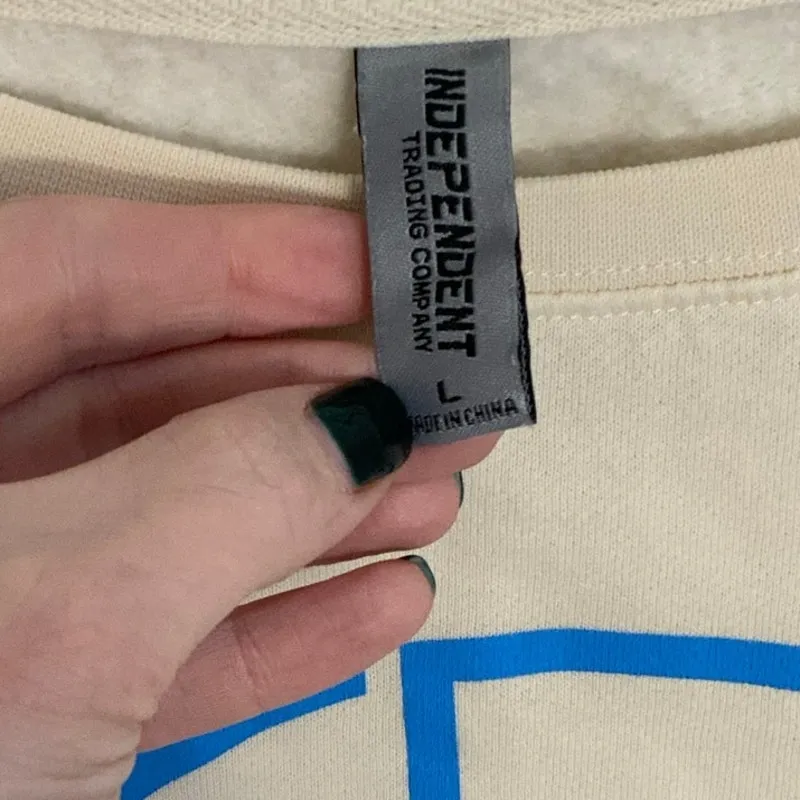 INDEPENDENT
TRADING COMPANY
L
MADE IN CHINA